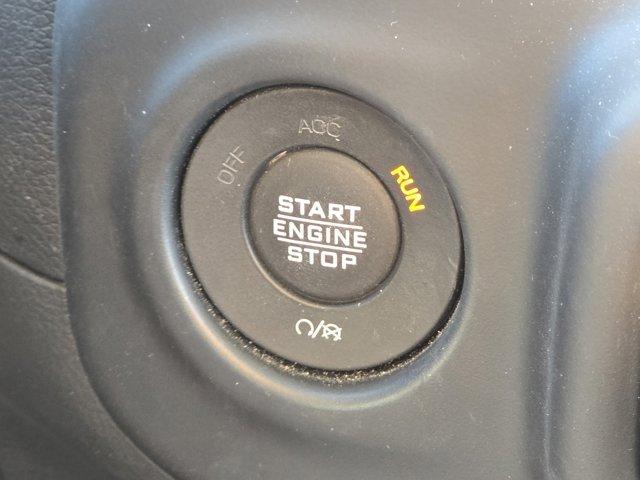 OFF
ACC
RUN
START
ENGINE
STOP